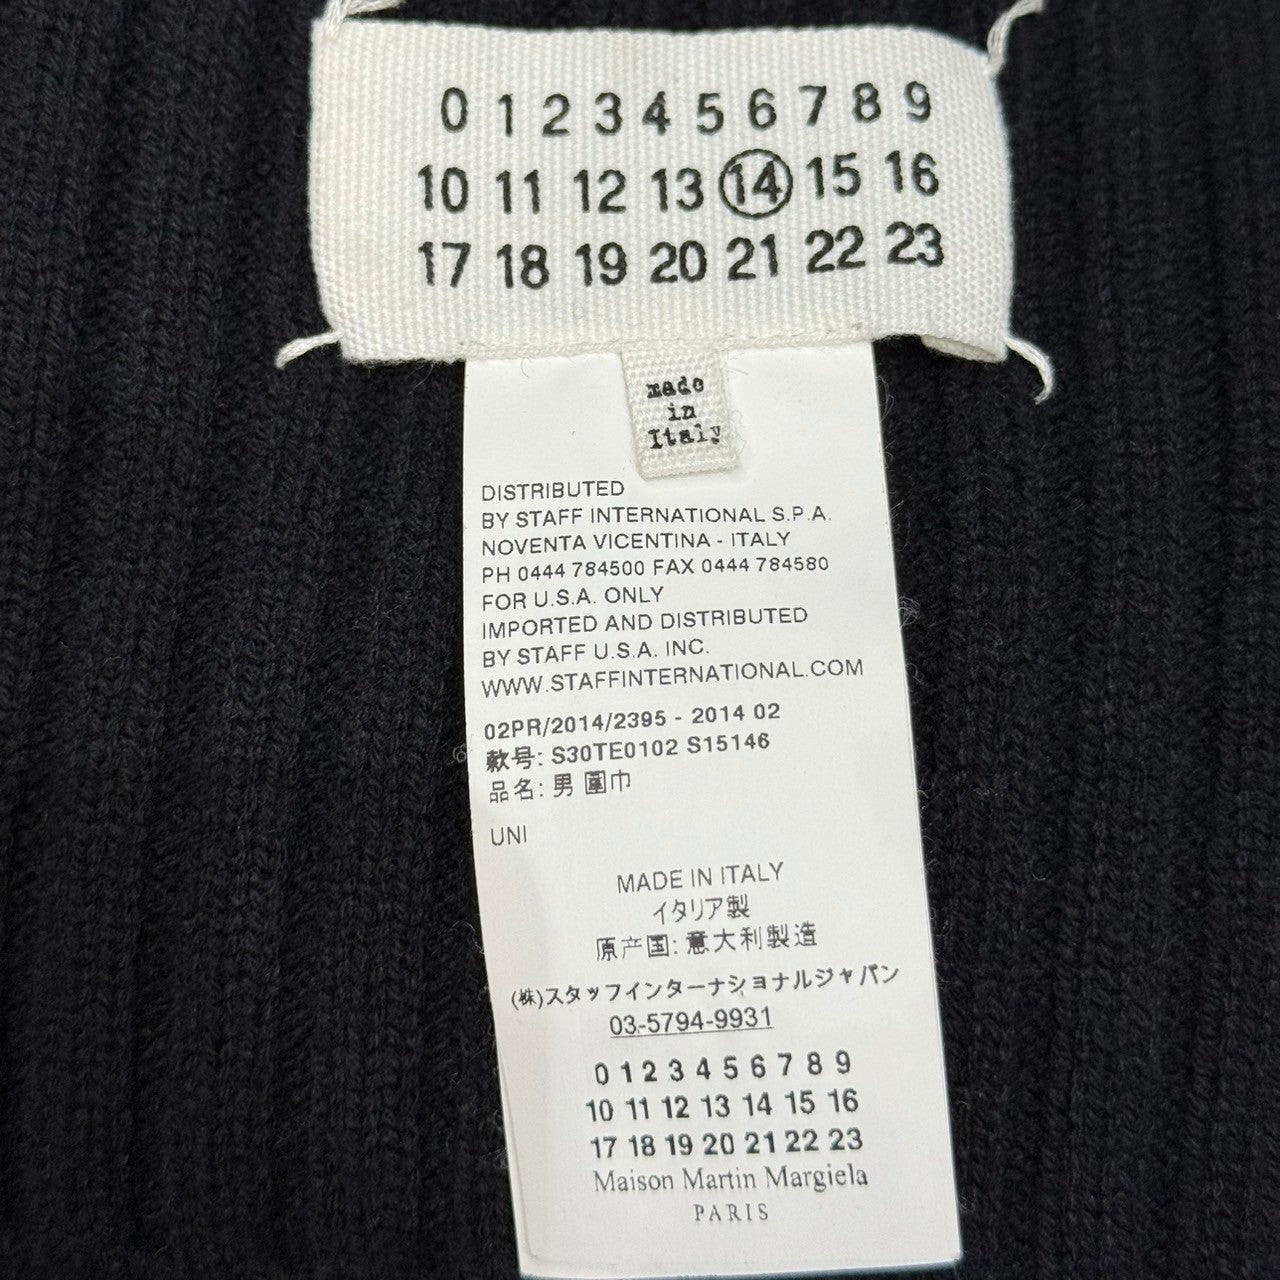 0 1 2 3 4 5 6 7 8 9
10 11 12 13 14 15 16
17 18 19 20 21 22 23
made
in
Italy
DISTRIBUTED
BY STAFF INTERNATIONAL S.P.A.
NOVENTA VICENTINA - ITALY
PH 0444 784500 FAX 0444 784580
FOR U.S.A. ONLY
IMPORTED AND DISTRIBUTED
BY STAFF U.S.A. INC.
WWW.STAFFINTERNATIONAL.COM
02PR/2014/2395 - 2014 02
款号: S30TE0102 S15146
品名: 男 圍巾
UNI
MADE IN ITALY
イタリア製
原产国: 意大利製造
(株)スタッフインターナショナルジャパン
03-5794-9931
0 1 2 3 4 5 6 7 8 9
10 11 12 13 14 15 16
17 18 19 20 21 22 23
Maison Martin Margiela
PARIS